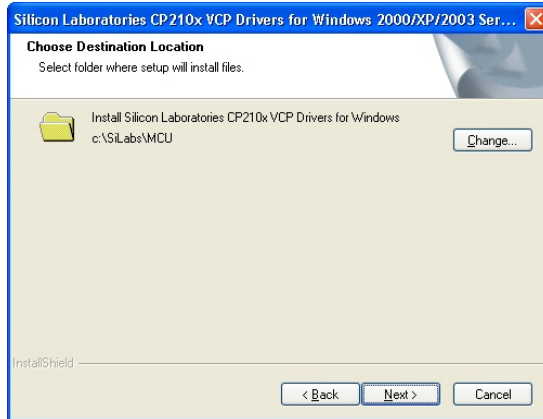 Silicon Laboratories CP210x VCP Drivers for Windows 2000/XP/2003 Ser...
Choose Destination Location
Select folder where setup will install files.
Install Silicon Laboratories CP210x VCP Drivers for Windows
c:\SiLabs\MCU
Change...
InstallShield
< Back
Next >
Cancel